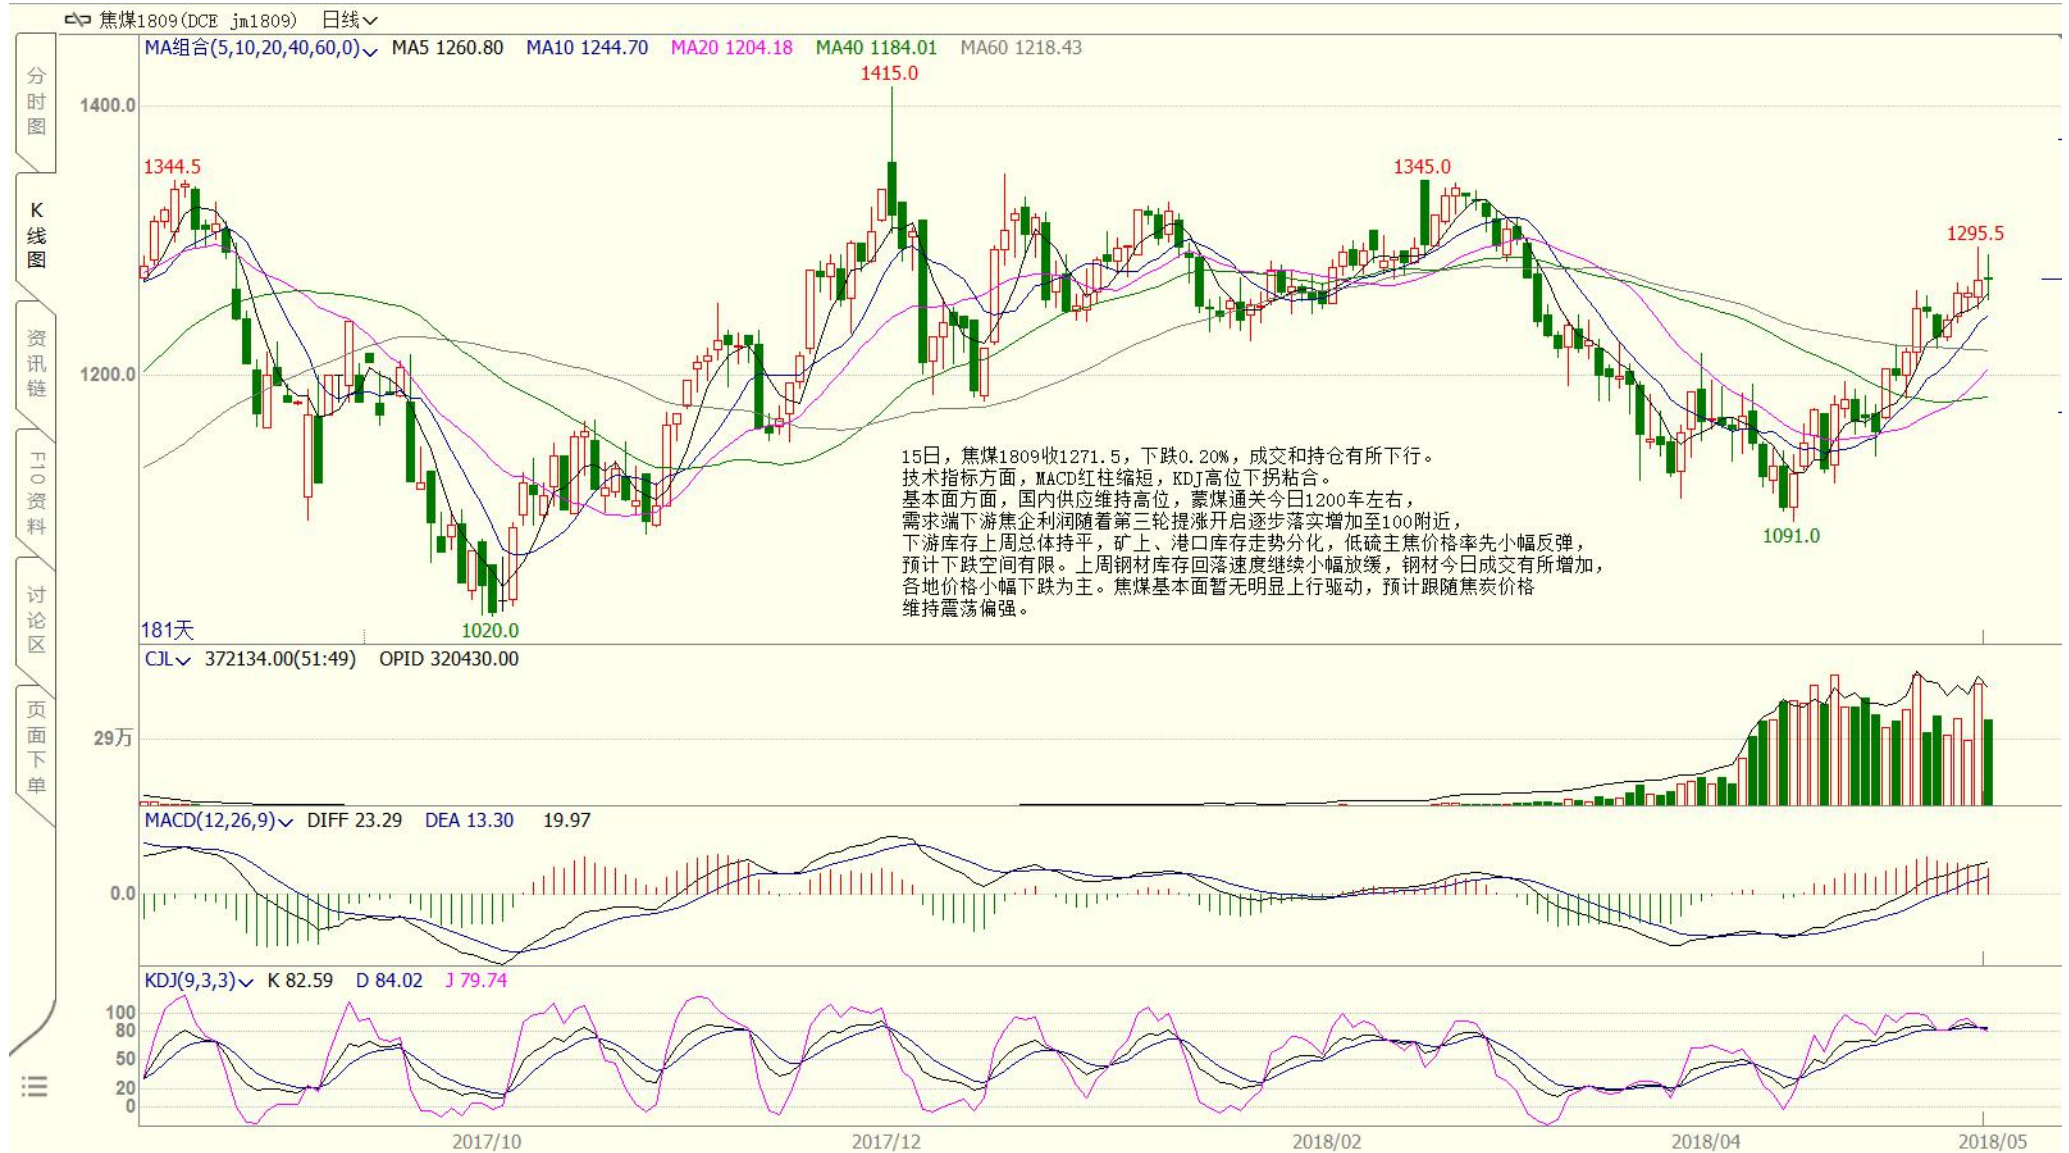 焦煤1809(DCE jm1809) 日线
MA组合(5,10,20,40,60,0) MA5 1260.80 MA10 1244.70 MA20 1204.18 MA40 1184.01 MA60 1218.43
分时图
K线图
资讯链
F10资料
讨论区
页面下单
1415.0
1400.0
1344.5
1345.0
1295.5
1200.0
15日，焦煤1809收1271.5，下跌0.20%，成交和持仓有所下行。
技术指标方面，MACD红柱缩短，KDJ高位下拐粘合。
基本面方面，国内供应维持高位，蒙煤通关今日1200车左右，
需求端下游焦企利润随着第三轮提涨开启逐步落实增加至100附近，
下游库存上周总体持平，矿上、港口库存走势分化，低硫主焦价格率先小幅反弹，
预计下跌空间有限。上周钢材库存回落速度继续小幅放缓，钢材今日成交有所增加，
各地价格小幅下跌为主。焦煤基本面暂无明显上行驱动，预计跟随焦炭价格
维持震荡偏强。
1091.0
181天
1020.0
CJL 372134.00(51:49) OPID 320430.00
29万
MACD(12,26,9) DIFF 23.29 DEA 13.30 19.97
0.0
KDJ(9,3,3) K 82.59 D 84.02 J 79.74
100
80
50
20
0
2017/10 2017/12 2018/02 2018/04 2018/05